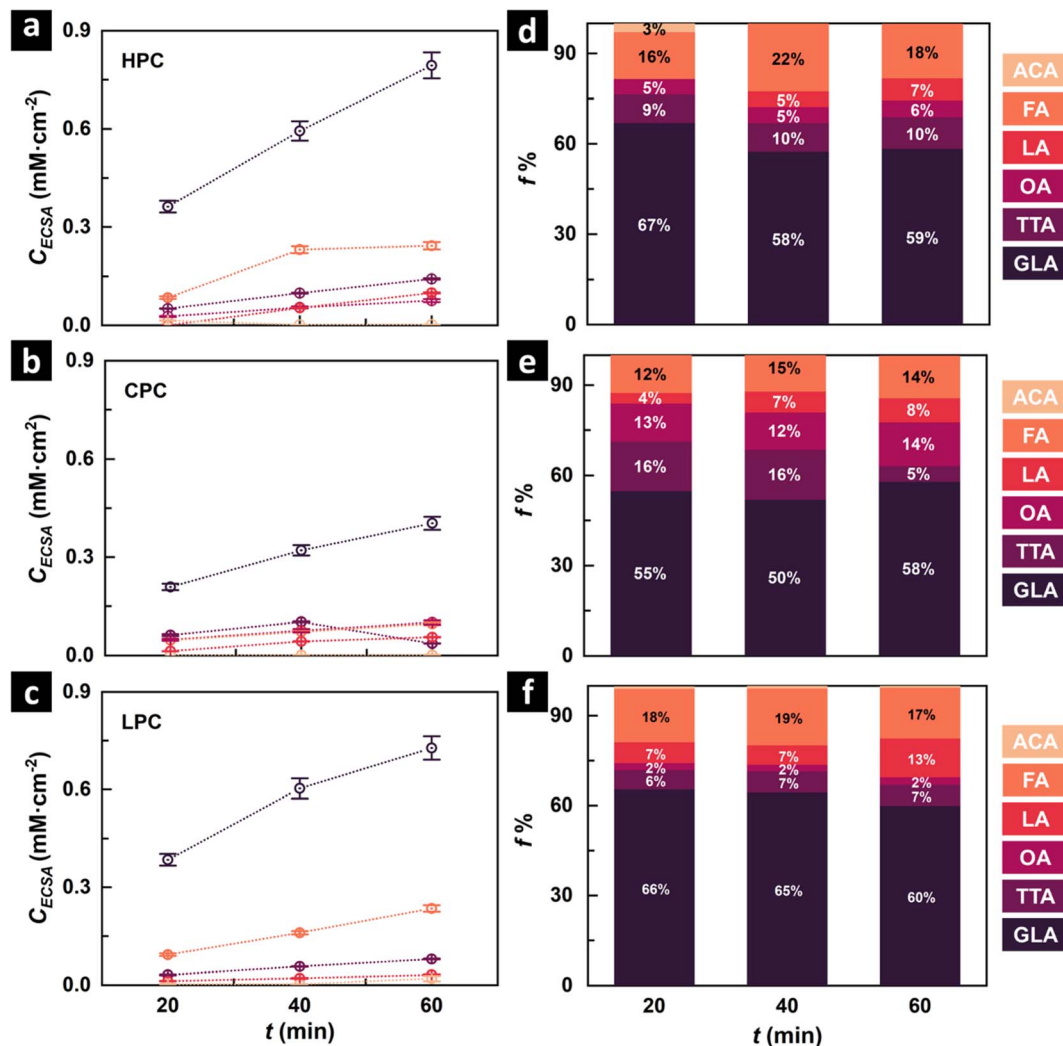 a
HPC
0.9
0.6
0.3
0.0
C_ECSA (mM·cm⁻²)
d
3%
16%
5%
9%
67%
22%
5%
5%
10%
58%
18%
7%
6%
10%
59%
90
60
30
0
f %
ACA
FA
LA
OA
TTA
GLA
b
CPC
0.9
0.6
0.3
0.0
C_ECSA (mM·cm²)
e
12%
4%
13%
16%
55%
15%
7%
12%
16%
50%
14%
8%
14%
5%
58%
90
60
30
0
f %
ACA
FA
LA
OA
TTA
GLA
c
LPC
0.9
0.6
0.3
0.0
C_ECSA (mM·cm⁻²)
20 40 60
t (min)
f
18%
7%
2%
6%
66%
19%
7%
2%
7%
65%
17%
13%
2%
7%
60%
90
60
30
0
f %
20 40 60
t (min)
ACA
FA
LA
OA
TTA
GLA